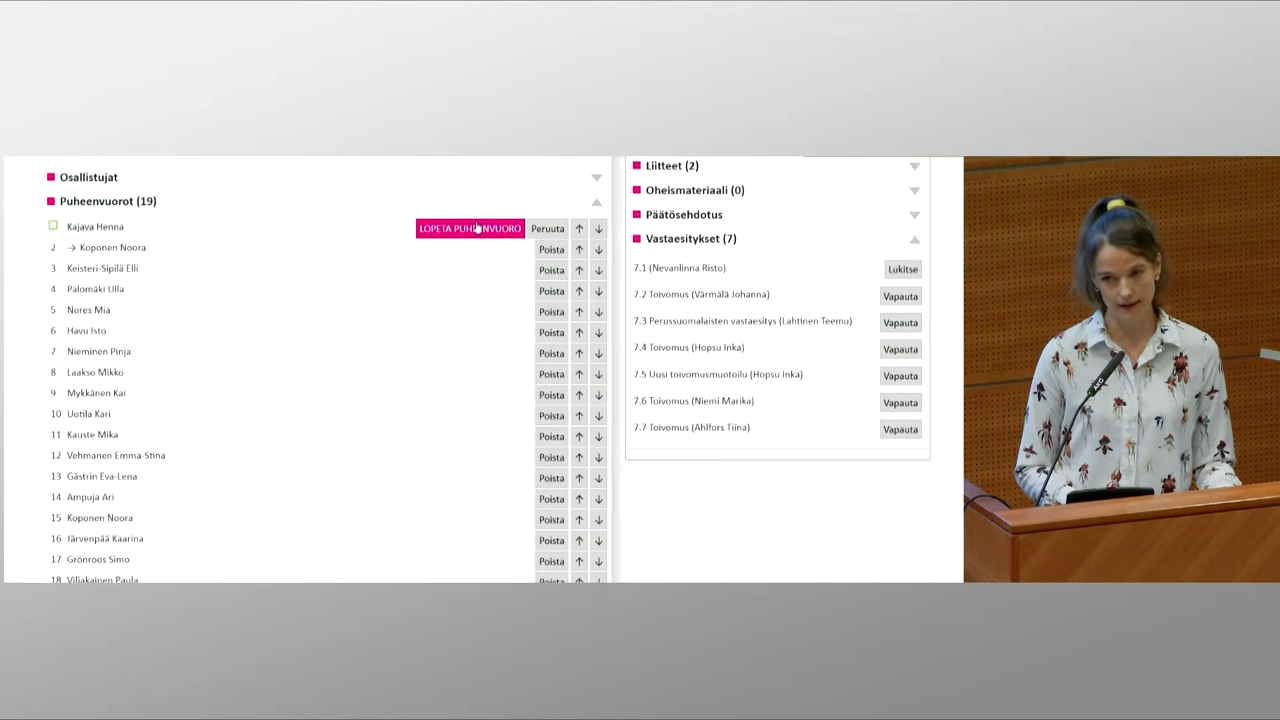 Osallistujat
Puheenvuorot (19)
Kajava Henna LOPETA PUHEENVUORO Peruuta ↑ ↓
2 → Koponen Noora Poista ↑ ↓
3 Keisteri-Sipilä Elli Poista ↑ ↓
4 Palomäki Ulla Poista ↑ ↓
5 Nores Mia Poista ↑ ↓
6 Havu Isto Poista ↑ ↓
7 Nieminen Pinja Poista ↑ ↓
8 Laakso Mikko Poista ↑ ↓
9 Mykkänen Kai Poista ↑ ↓
10 Uotila Kari Poista ↑ ↓
11 Kauste Mika Poista ↑ ↓
12 Vehmanen Emma-Stina Poista ↑ ↓
13 Gästrin Eva-Lena Poista ↑ ↓
14 Ampuja Ari Poista ↑ ↓
15 Koponen Noora Poista ↑ ↓
16 Järvenpää Kaarina Poista ↑ ↓
17 Grönroos Simo Poista ↑ ↓
18 Viljakainen Paula Poista ↑ ↓
Liitteet (2)
Oheismateriaali (0)
Päätösehdotus
Vastaesitykset (7)
7.1 (Nevanlinna Risto) Lukitse
7.2 Toivomus (Värmälä Johanna) Vapauta
7.3 Perussuomalaisten vastaesitys (Lahtinen Teemu) Vapauta
7.4 Toivomus (Hopsu Inka) Vapauta
7.5 Uusi toivomusmuotoilu (Hopsu Inka) Vapauta
7.6 Toivomus (Niemi Marika) Vapauta
7.7 Toivomus (Ahlfors Tiina) Vapauta
AKG